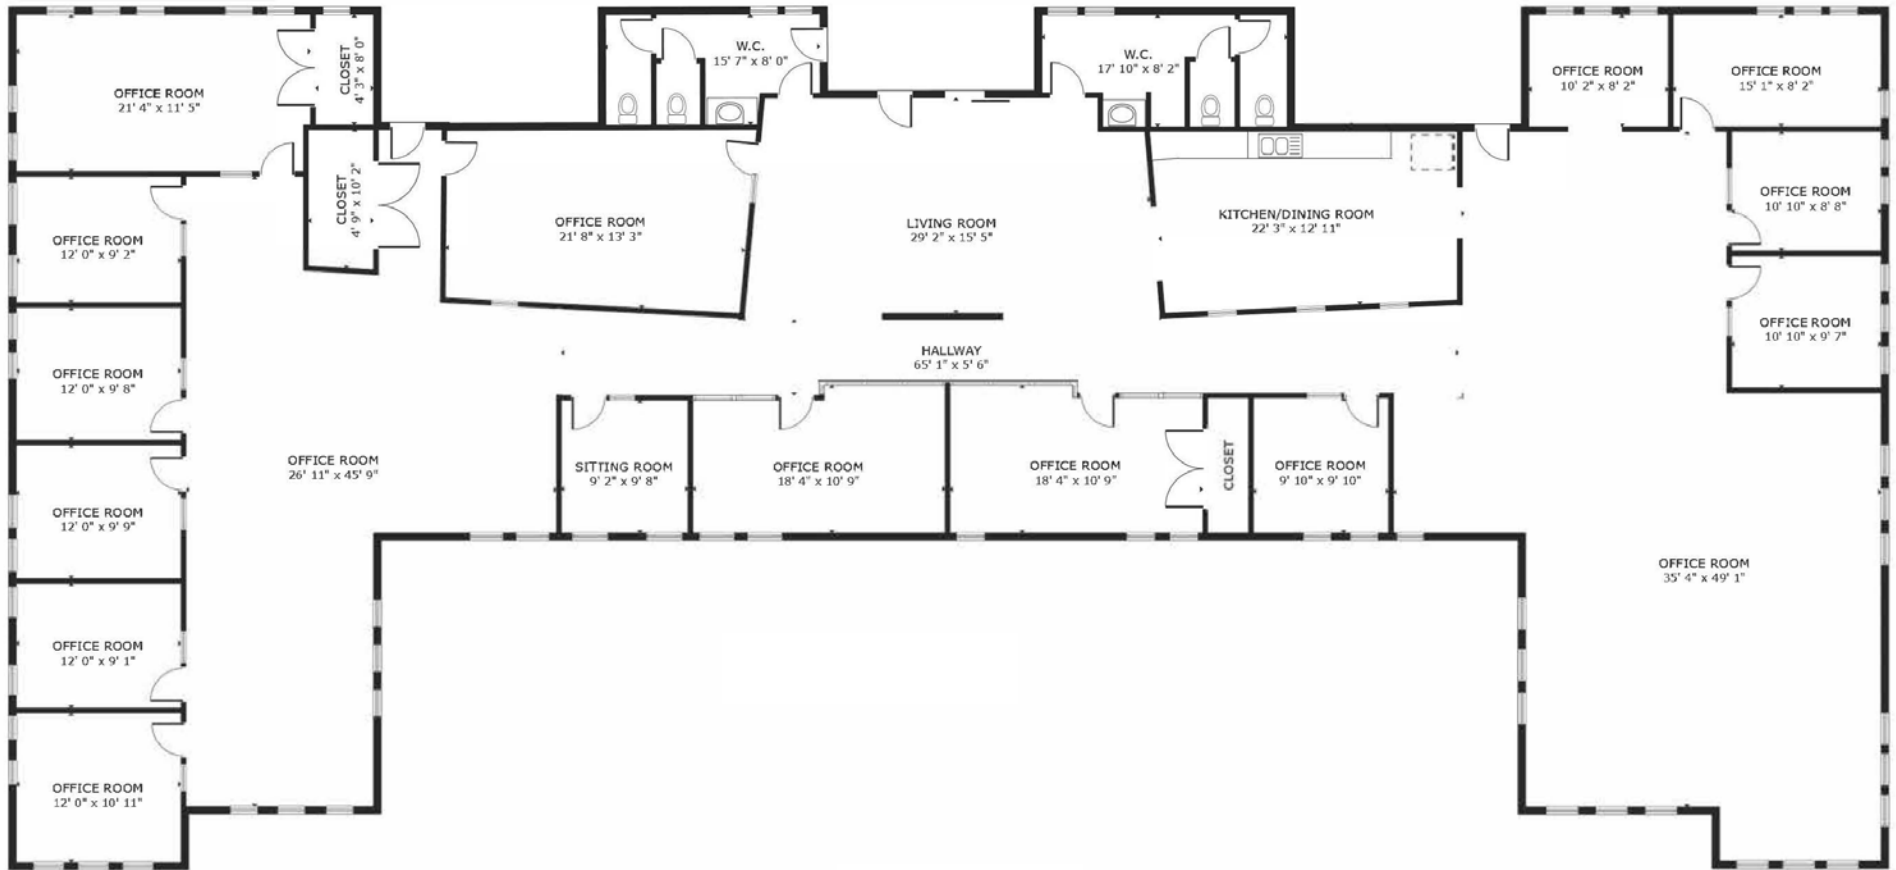 OFFICE ROOM
21' 4" x 11' 5"
CLOSET
4' 3" x 8' 0"
W.C.
15' 7" x 8' 0"
W.C.
17' 10" x 8' 2"
OFFICE ROOM
10' 2" x 8' 2"
OFFICE ROOM
15' 1" x 8' 2"
CLOSET
4' 9" x 10' 2"
OFFICE ROOM
12' 0" x 9' 2"
OFFICE ROOM
21' 8" x 13' 3"
LIVING ROOM
29' 2" x 15' 5"
KITCHEN/DINING ROOM
22' 3" x 12' 11"
OFFICE ROOM
10' 10" x 8' 8"
OFFICE ROOM
10' 10" x 9' 7"
HALLWAY
65' 1" x 5' 6"
OFFICE ROOM
12' 0" x 9' 8"
OFFICE ROOM
26' 11" x 45' 9"
SITTING ROOM
9' 2" x 9' 8"
OFFICE ROOM
18' 4" x 10' 9"
OFFICE ROOM
18' 4" x 10' 9"
CLOSET
OFFICE ROOM
9' 10" x 9' 10"
OFFICE ROOM
12' 0" x 9' 9"
OFFICE ROOM
35' 4" x 49' 1"
OFFICE ROOM
12' 0" x 9' 1"
OFFICE ROOM
12' 0" x 10' 11"